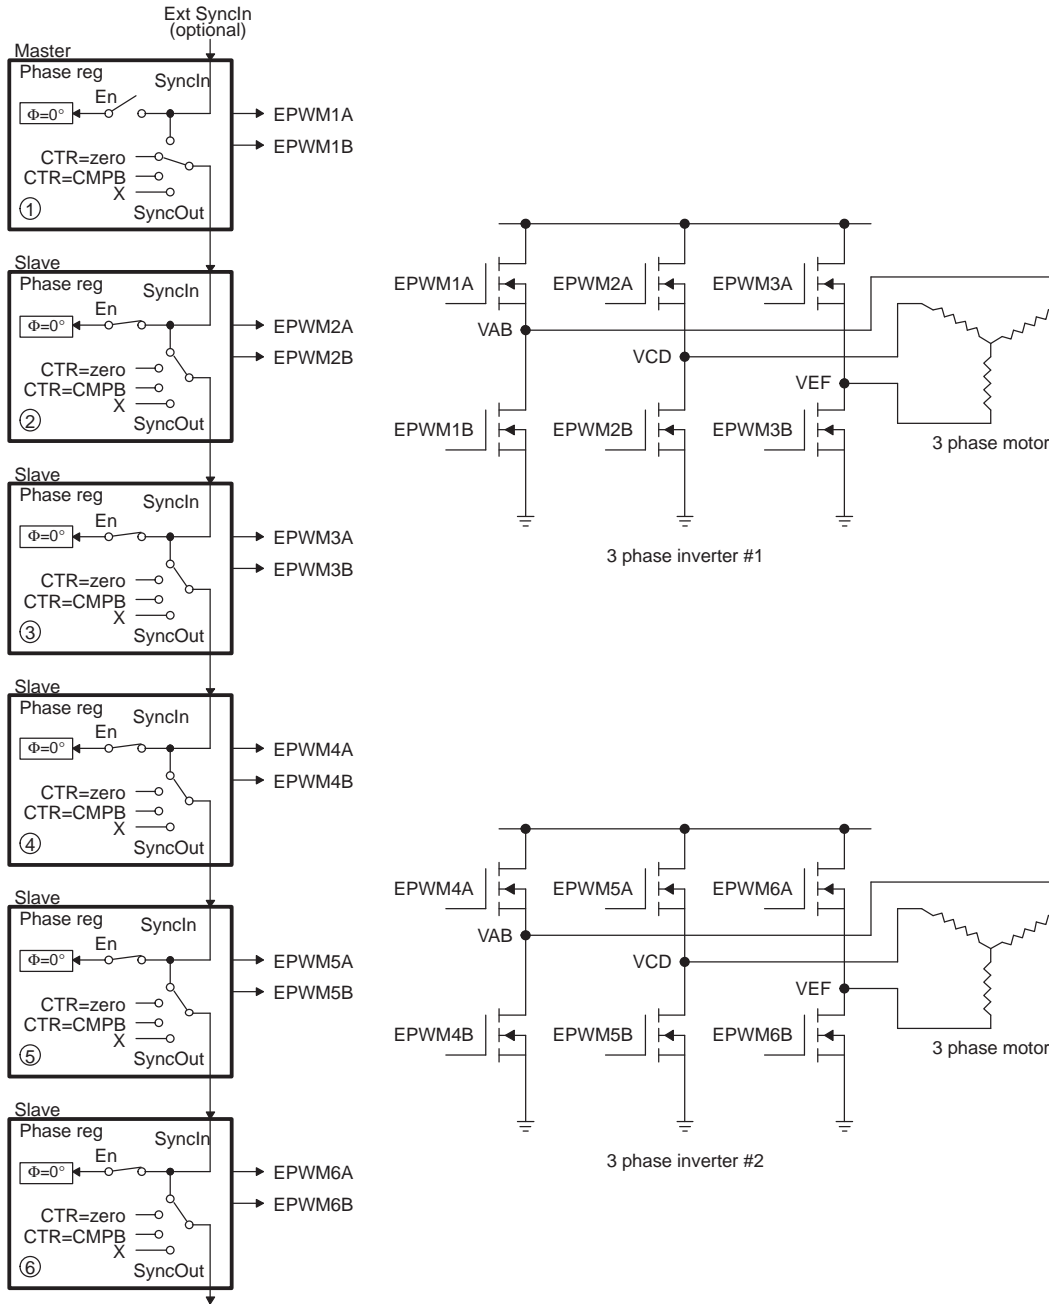 Ext SyncIn
(optional)
Master
Phase reg
SyncIn
En
Φ=0°
EPWM1A
EPWM1B
CTR=zero
CTR=CMPB
X
1
SyncOut
Slave
Phase reg
SyncIn
En
Φ=0°
EPWM2A
EPWM2B
CTR=zero
CTR=CMPB
X
2
SyncOut
Slave
Phase reg
SyncIn
En
Φ=0°
EPWM3A
EPWM3B
CTR=zero
CTR=CMPB
X
3
SyncOut
Slave
Phase reg
SyncIn
En
Φ=0°
EPWM4A
EPWM4B
CTR=zero
CTR=CMPB
X
4
SyncOut
Slave
Phase reg
SyncIn
En
Φ=0°
EPWM5A
EPWM5B
CTR=zero
CTR=CMPB
X
5
SyncOut
Slave
Phase reg
SyncIn
En
Φ=0°
EPWM6A
EPWM6B
CTR=zero
CTR=CMPB
X
6
SyncOut
EPWM1A
EPWM2A
EPWM3A
VAB
VCD
VEF
EPWM1B
EPWM2B
EPWM3B
3 phase motor
3 phase inverter #1
EPWM4A
EPWM5A
EPWM6A
VAB
VCD
VEF
EPWM4B
EPWM5B
EPWM6B
3 phase motor
3 phase inverter #2